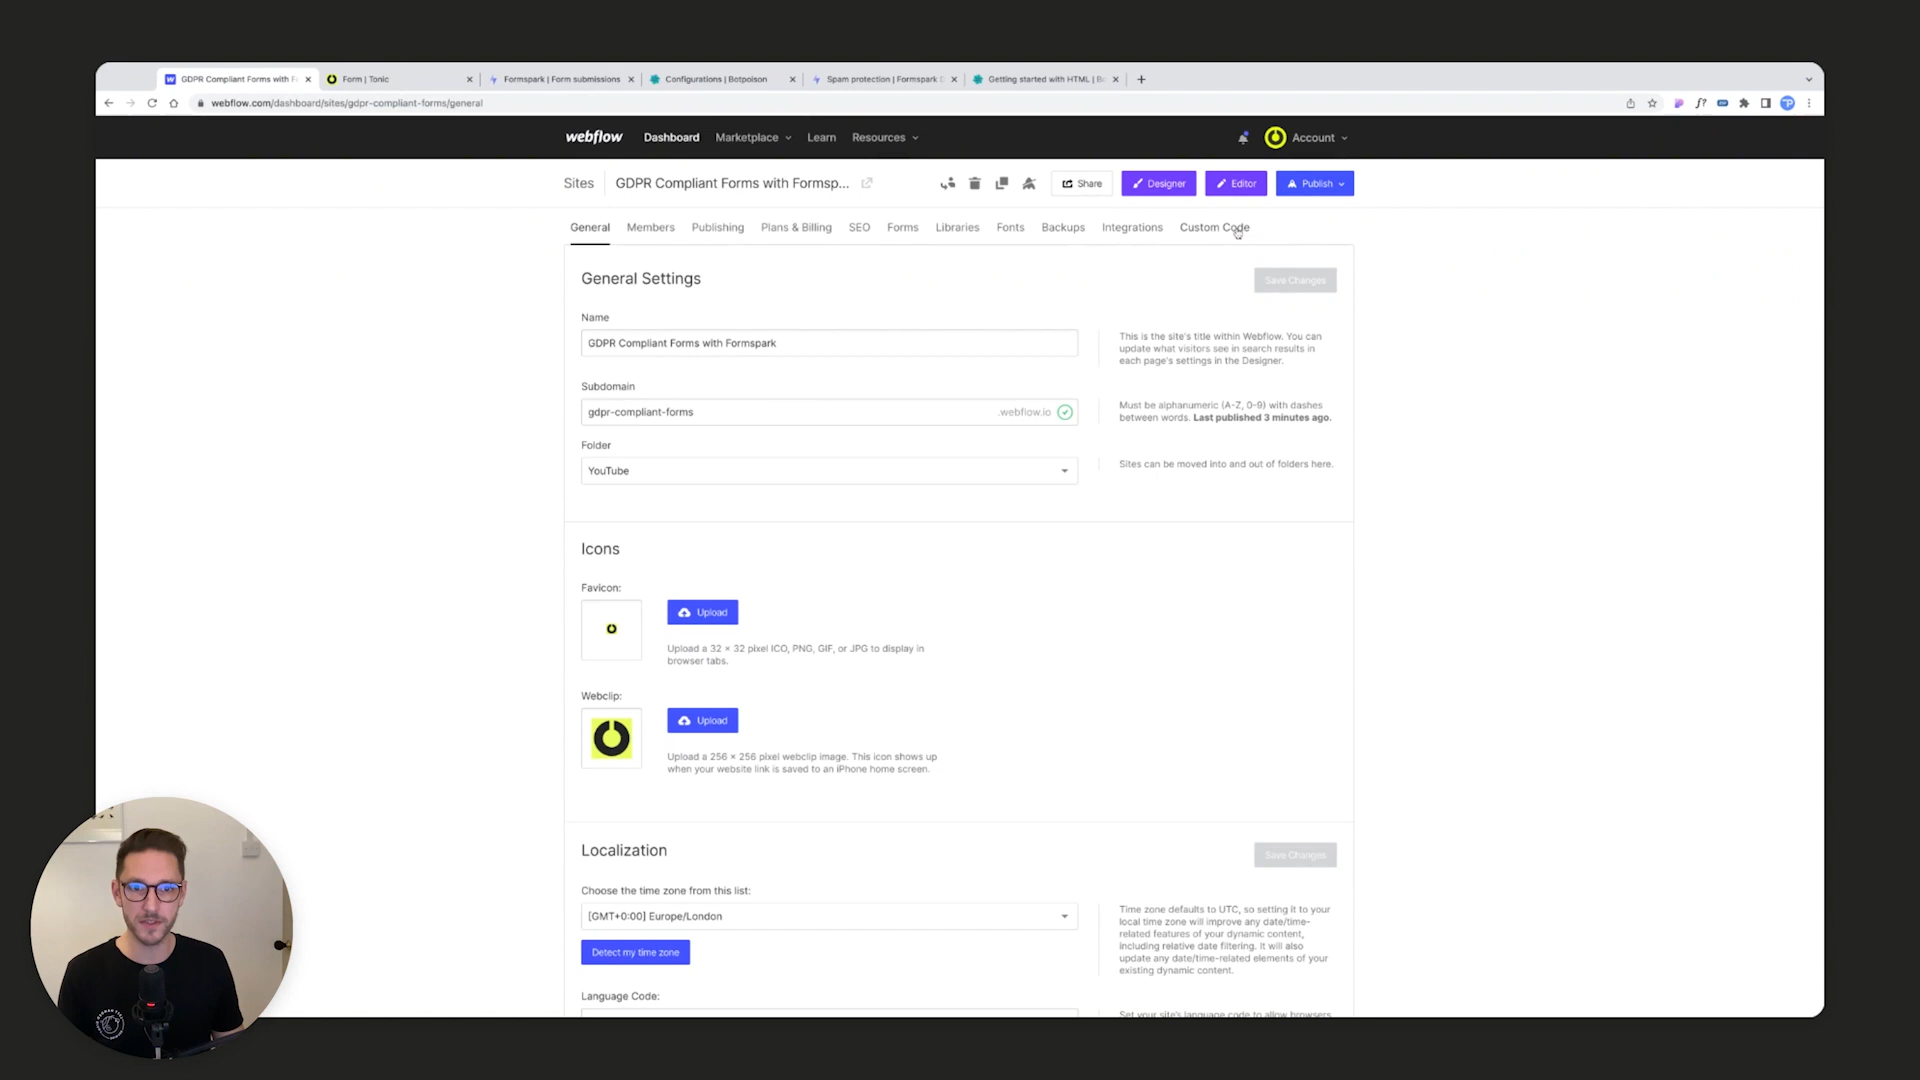 GDPR Compliant Forms with F
Form | Tonic
Formspark | Form submissions
Configurations | Botpoison
Spam protection | Formspark D
Getting started with HTML | Bo
webflow.com/dashboard/sites/gdpr-compliant-forms/general
webflow
Dashboard
Marketplace
Learn
Resources
Account
Sites
GDPR Compliant Forms with Formsp...
Share
Designer
Editor
Publish
General
Members
Publishing
Plans & Billing
SEO
Forms
Libraries
Fonts
Backups
Integrations
Custom Code
General Settings
Save Changes
Name
GDPR Compliant Forms with Formspark
This is the site's title within Webflow. You can
update what visitors see in search results in
each page's settings in the Designer.
Subdomain
gdpr-compliant-forms
.webflow.io
Must be alphanumeric (A-Z, 0-9) with dashes
between words. Last published 3 minutes ago.
Folder
YouTube
Sites can be moved into and out of folders here.
Icons
Favicon:
Upload
Upload a 32 × 32 pixel ICO, PNG, GIF, or JPG to display in
browser tabs.
Webclip:
Upload
Upload a 256 × 256 pixel webclip image. This icon shows up
when your website link is saved to an iPhone home screen.
Localization
Save Changes
Choose the time zone from this list:
[GMT+0:00] Europe/London
Detect my time zone
Time zone defaults to UTC, so setting it to your
local time zone will improve any date/time-
related features of your dynamic content,
including relative date filtering. It will also
update any date/time-related elements of your
existing dynamic content.
Language Code:
Set your site's language code to allow browsers